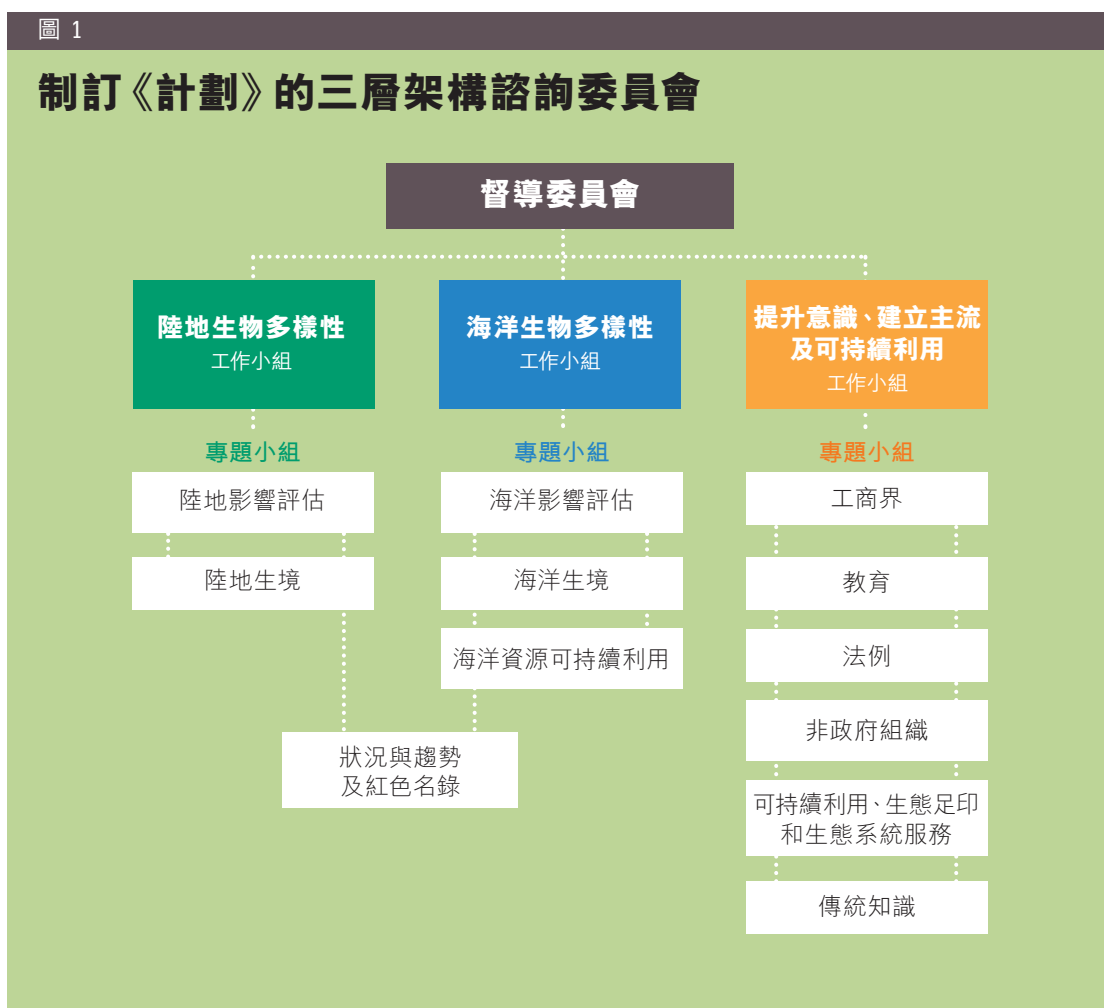 圖 1
制訂《計劃》的三層架構諮詢委員會
督導委員會
陸地生物多樣性
工作小組
海洋生物多樣性
工作小組
提升意識、建立主流
及可持續利用
工作小組
專題小組
陸地影響評估
陸地生境
專題小組
海洋影響評估
海洋生境
海洋資源可持續利用
狀況與趨勢
及紅色名錄
專題小組
工商界
教育
法例
非政府組織
可持續利用、生態足印
和生態系統服務
傳統知識